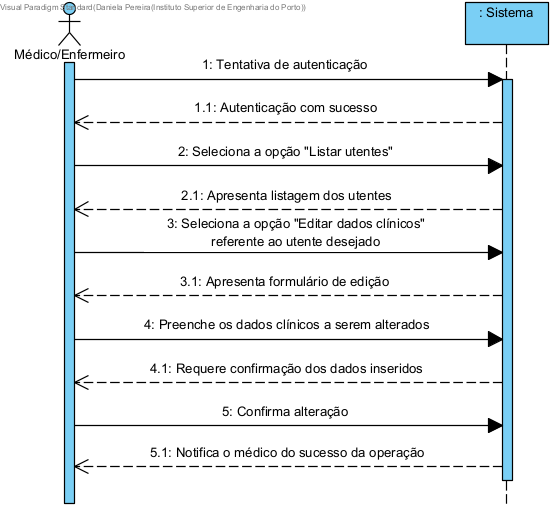 Visual Paradigm Standard(Daniela Pereira(Instituto Superior de Engenharia do Porto))
: Sistema
Médico/Enfermeiro
1: Tentativa de autenticação
1.1: Autenticação com sucesso
2: Seleciona a opção "Listar utentes"
2.1: Apresenta listagem dos utentes
3: Seleciona a opção "Editar dados clínicos"
referente ao utente desejado
3.1: Apresenta formulário de edição
4: Preenche os dados clínicos a serem alterados
4.1: Requere confirmação dos dados inseridos
5: Confirma alteração
5.1: Notifica o médico do sucesso da operação